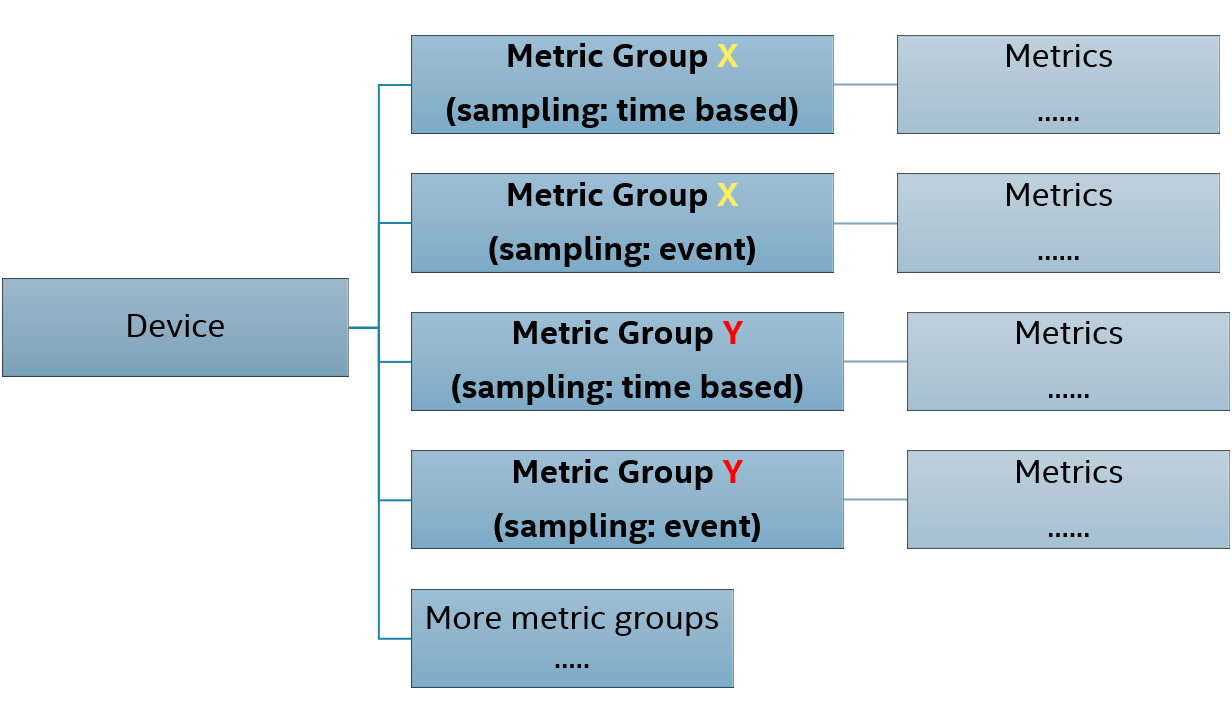 Metric Group X
(sampling: time based)
Metrics
......
Metric Group X
(sampling: event)
Metrics
......
Device
Metric Group Y
(sampling: time based)
Metrics
......
Metric Group Y
(sampling: event)
Metrics
......
More metric groups
.....